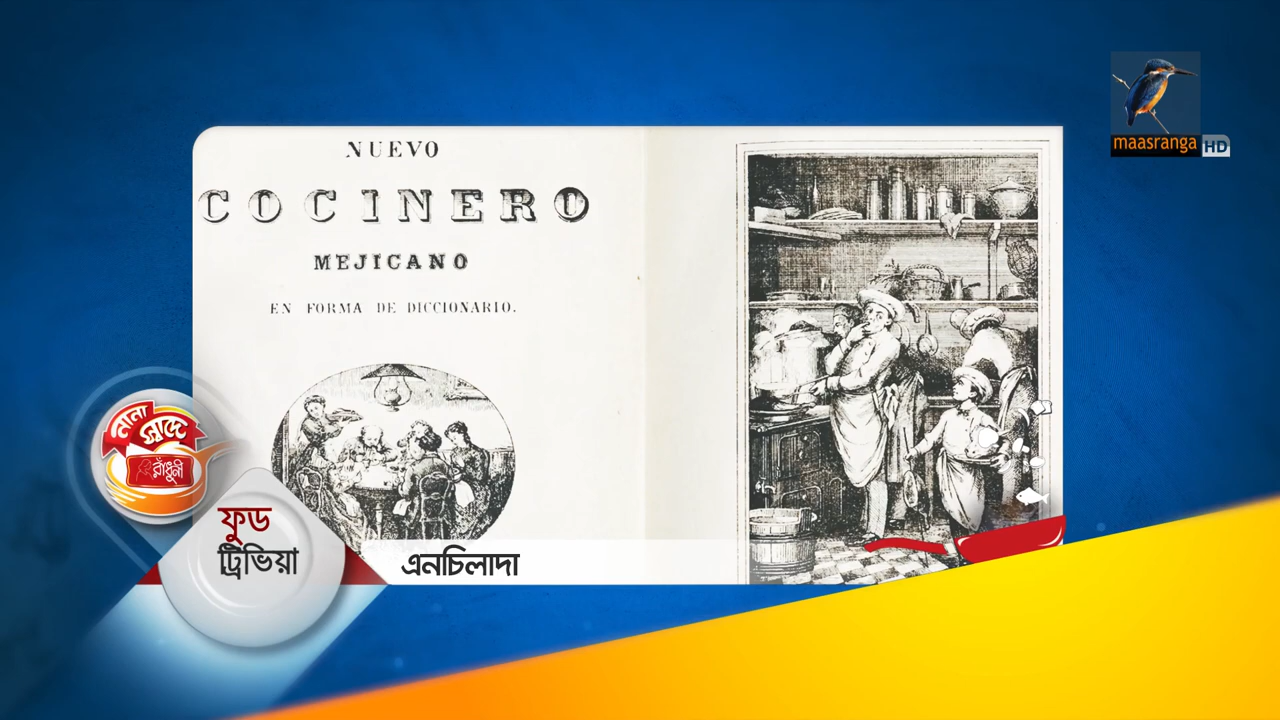 NUEVO
COCINERO
MEJICANO
EN FORMA DE DICCIONARIO.
maasranga HD
নানা
স্বাদে
রাঁধুনী
ফুড
ট্রিভিয়া
এনচিলাদা